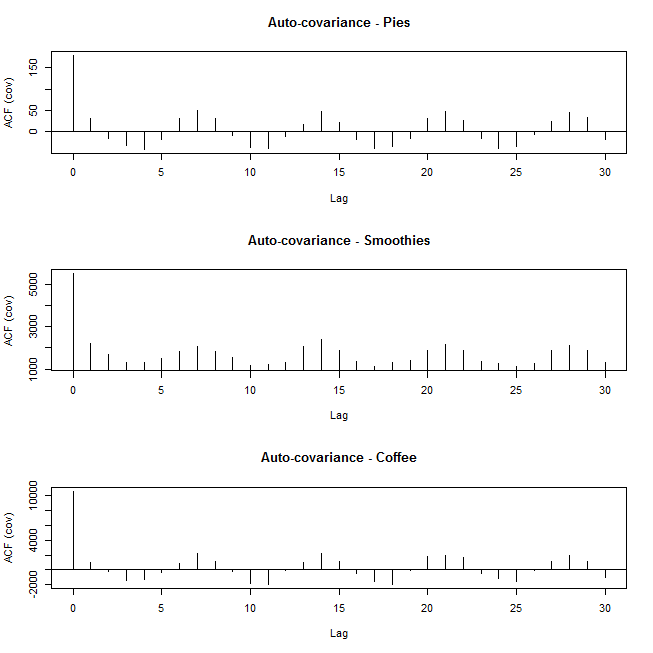 Auto-covariance - Pies
ACF (cov)
0 50 150
0 5 10 15 20 25 30
Lag
Auto-covariance - Smoothies
ACF (cov)
1000 3000 5000
0 5 10 15 20 25 30
Lag
Auto-covariance - Coffee
ACF (cov)
-2000 4000 10000
0 5 10 15 20 25 30
Lag